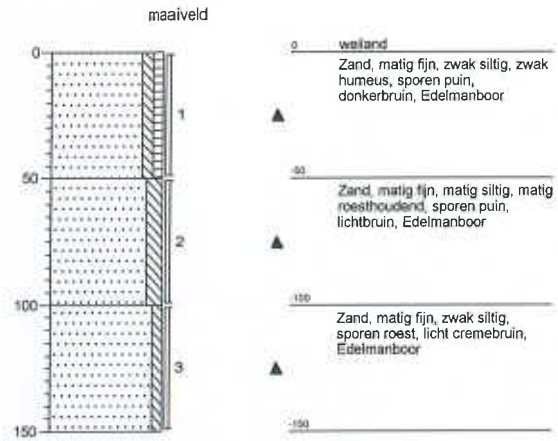 maaiveld
0
1
50
2
100
3
150
0 weiland
Zand, matig fijn, zwak siltig, zwak
humeus, sporen puin,
donkerbruin, Edelmanboor
-50
Zand, matig fijn, matig siltig, matig
roesthoudend, sporen puin,
lichtbruin, Edelmanboor
-100
Zand, matig fijn, zwak siltig,
sporen roest, licht cremebruin,
Edelmanboor
-150